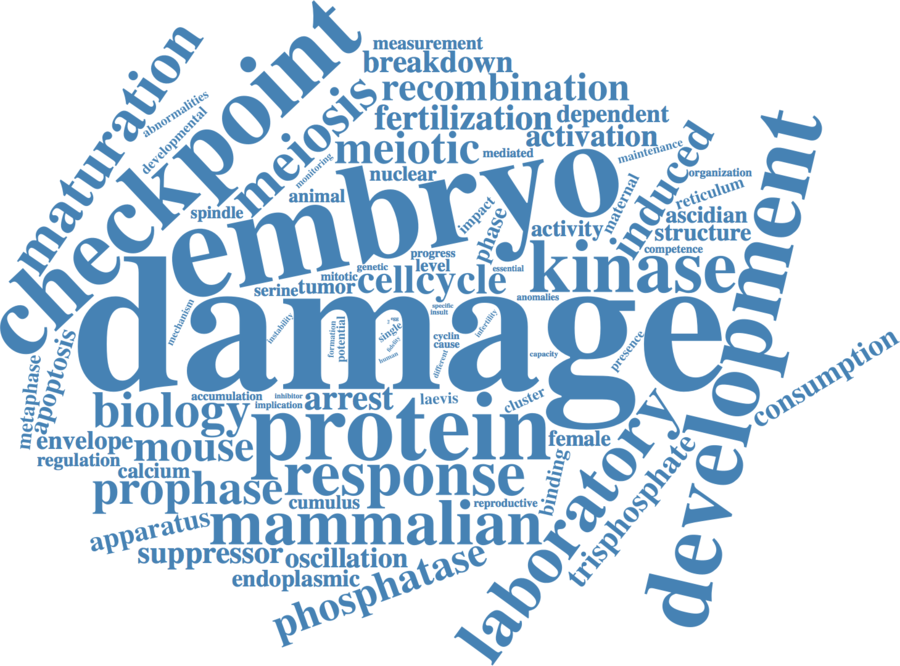 measurement
breakdown
recombination
fertilization
dependent
activation
maturation
checkpoint
abnormalities
developmental
meiosis
monitoring
meiotic
mediated
maintenance
nuclear
animal
spindle
embryo
impact
phase
maternal
induced
organization
reticulum
ascidian
structure
activity
competence
development
progress
level
genetic
mitotic
essential
serine
tumor
cell
cycle
kinase
anomalies
damage
mechanism
instability
formation
potential
specific
insult
single
fidelity
human
cyclin
cause
different
infertility
capacity
presence
consumption
metaphase
apoptosis
accumulation
inhibitor
implication
arrest
laevis
cluster
biology
protein
envelope
mouse
female
regulation
calcium
response
prophase
cumulus
reproductive
binding
laboratory
trisphosphate
apparatus
mammalian
suppressor
oscillation
endoplasmic
phosphatase